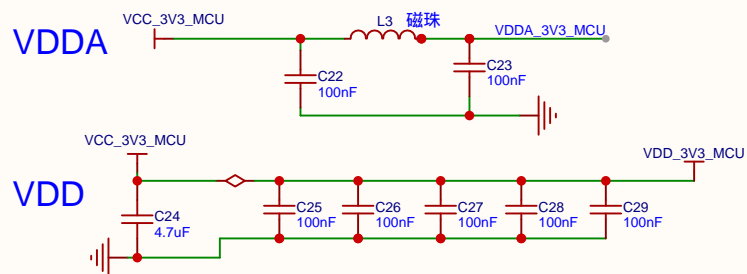 VDDA
VCC_3V3_MCU
L3 磁珠
VDDA_3V3_MCU
C22
100nF
C23
100nF
VDD
VCC_3V3_MCU
VDD_3V3_MCU
C24
4.7uF
C25
100nF
C26
100nF
C27
100nF
C28
100nF
C29
100nF